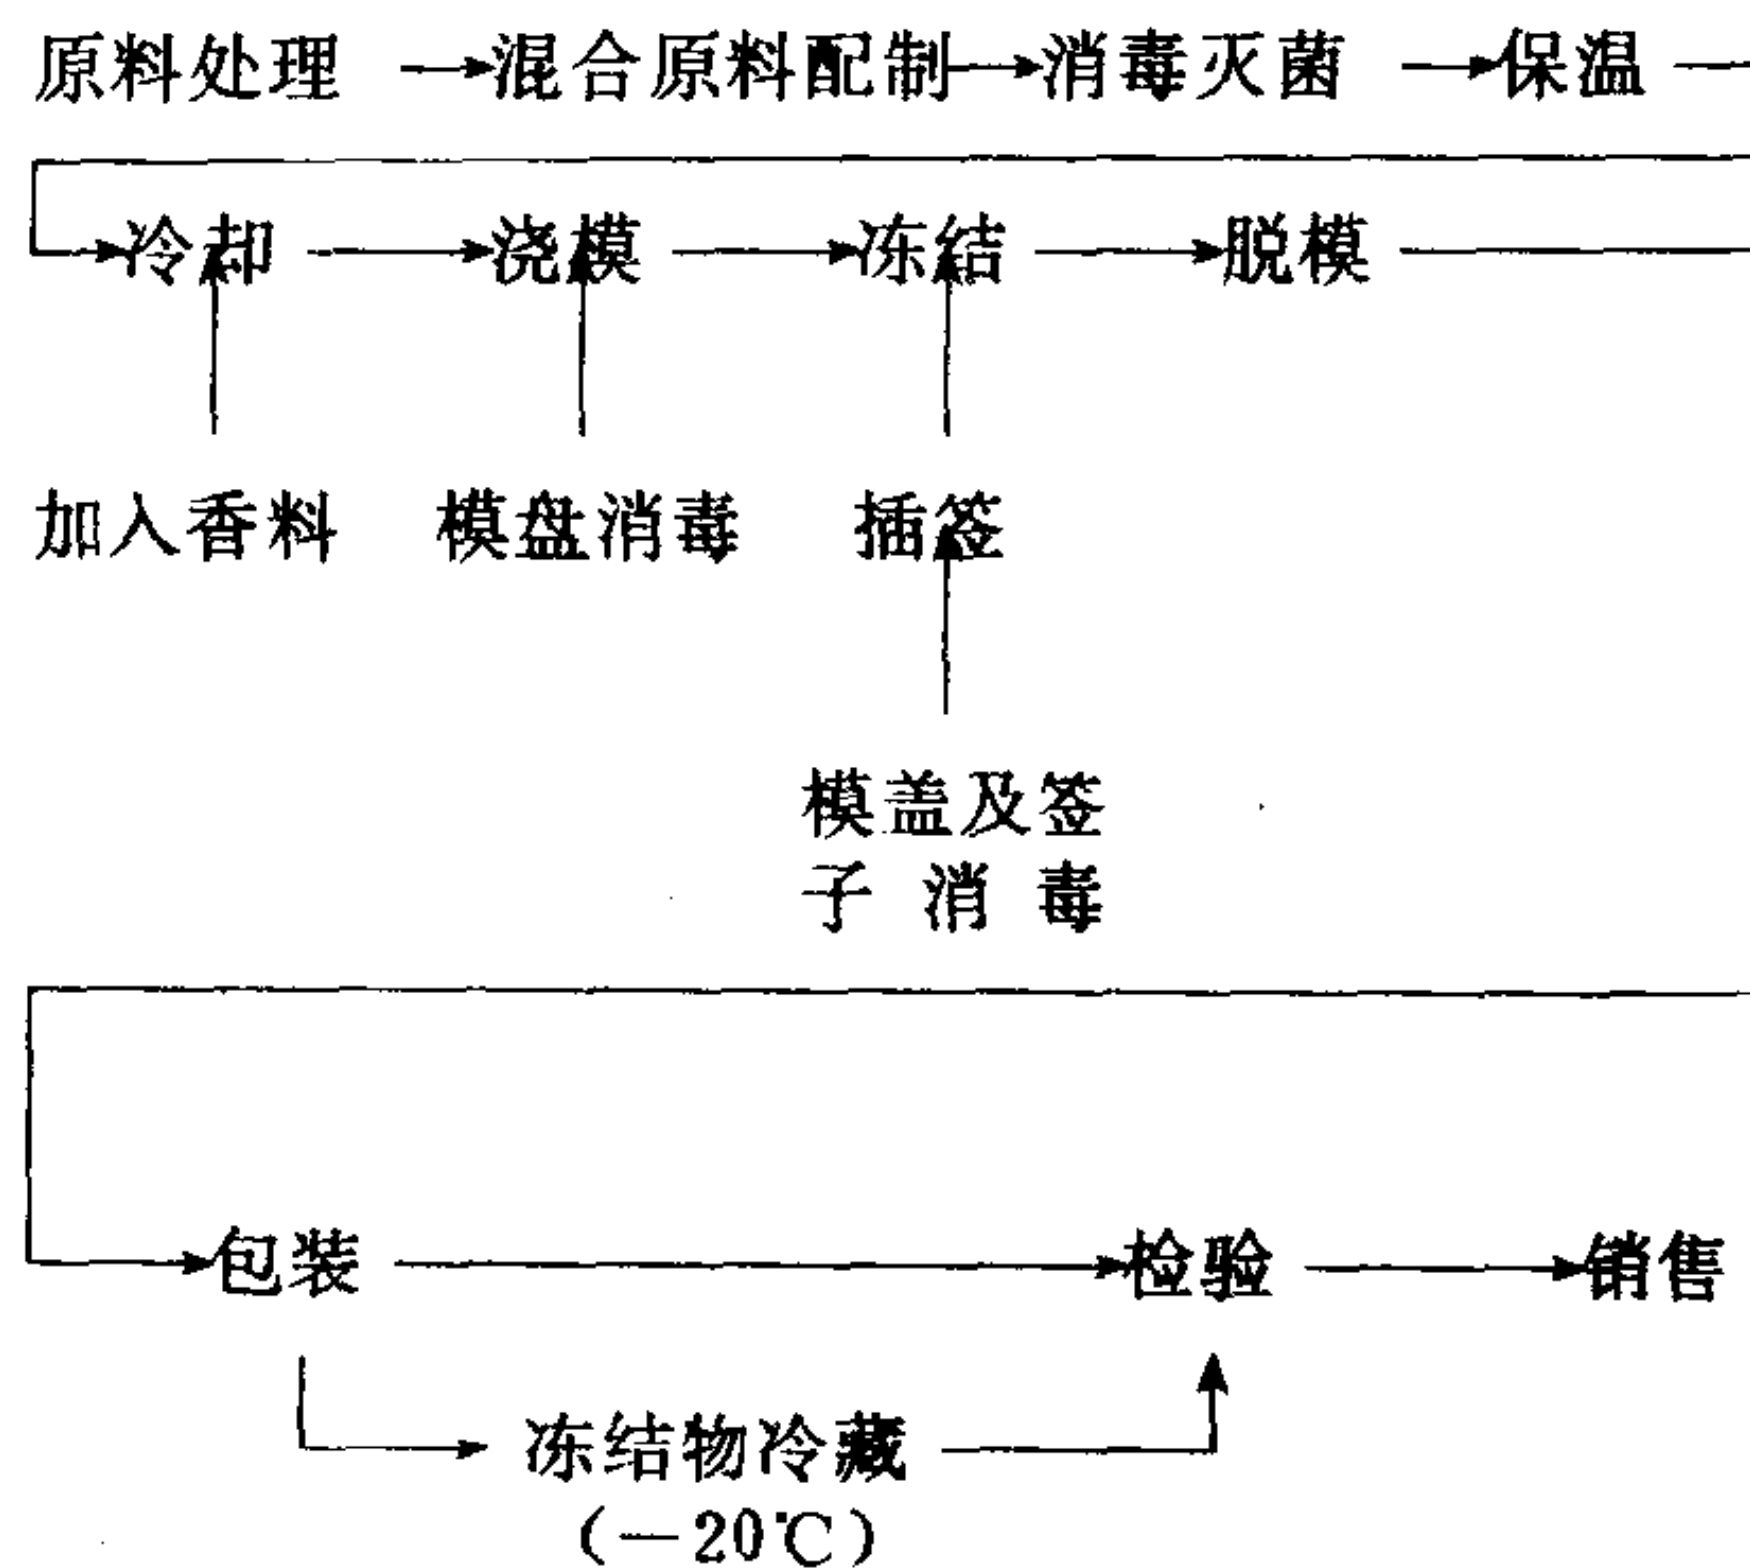 原料处理 →混合原料配制→消毒灭菌 →保温
冷却 → 浇模 → 冻结 → 脱模
加入香料 模盘消毒 插签
模盖及签
子消毒
包装 → 检验 → 销售
冻结物冷藏
(-20℃)